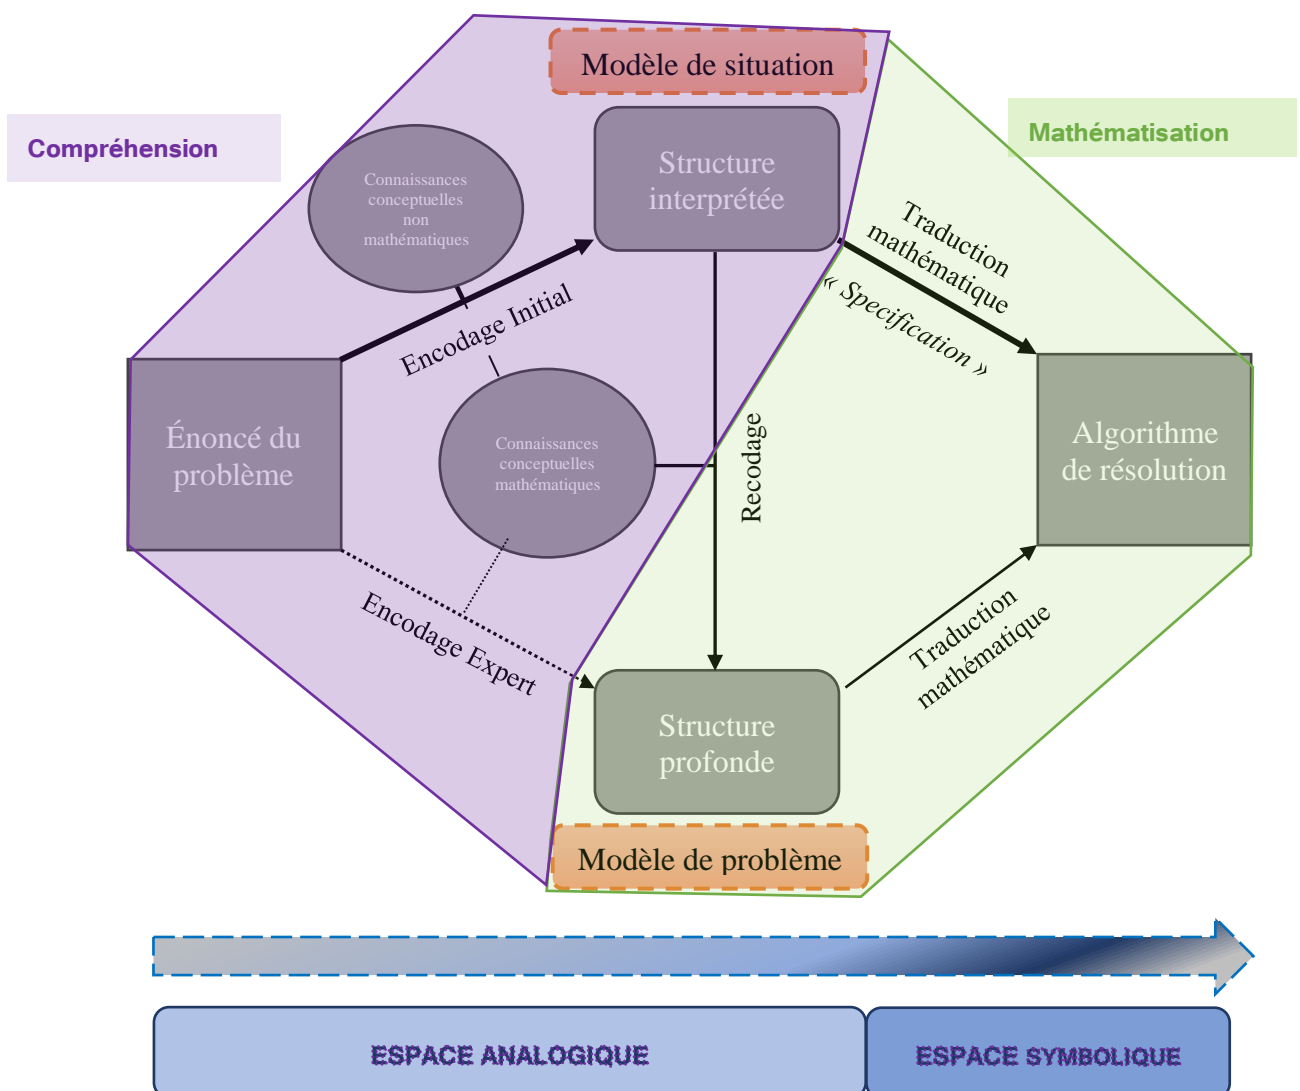 Modèle de situation
Compréhension
Mathématisation
Connaissances
conceptuelles
non
mathématiques
Structure
interprétée
Traduction
mathématique
« Specification »
Encodage Initial
Énoncé du
problème
Connaissances
conceptuelles
mathématiques
Recodage
Algorithme
de résolution
Encodage Expert
Traduction
mathématique
Structure
profonde
Modèle de problème
ESPACE ANALOGIQUE
ESPACE SYMBOLIQUE